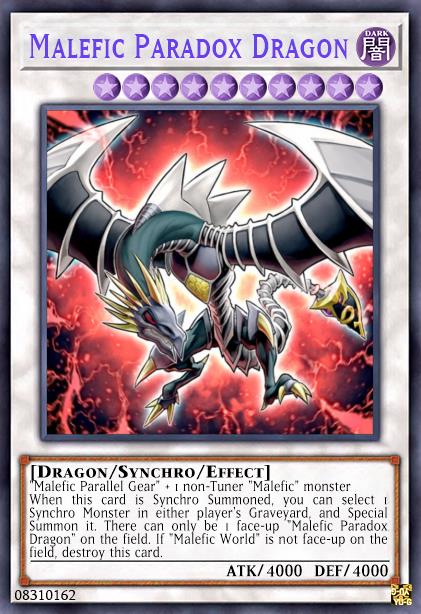 MALEFIC PARADOX DRAGON
DARK
闇
[DRAGON/SYNCHRO/EFFECT]
"Malefic Parallel Gear" + 1 non-Tuner "Malefic" monster
When this card is Synchro Summoned, you can select 1
Synchro Monster in either player's Graveyard, and Special
Summon it. There can only be 1 face-up "Malefic Paradox
Dragon" on the field. If "Malefic World" is not face-up on the
field, destroy this card.
ATK/4000 DEF/4000
08310162